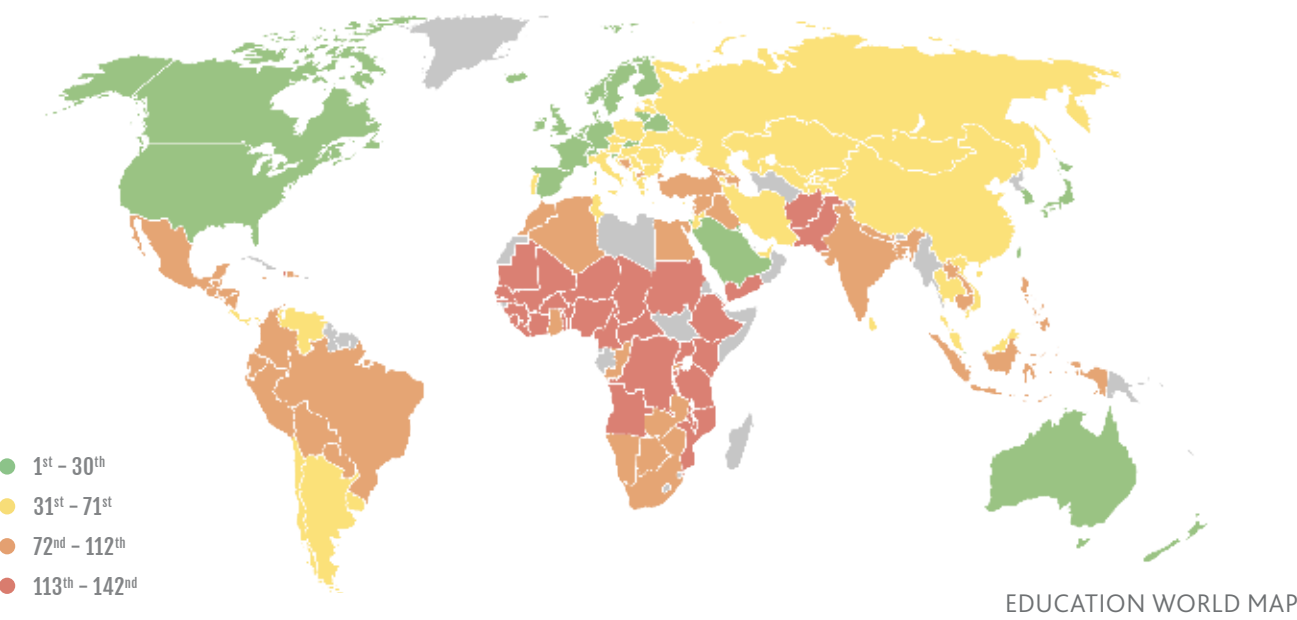 1st – 30th
31st – 71st
72nd – 112th
113th – 142nd
EDUCATION WORLD MAP